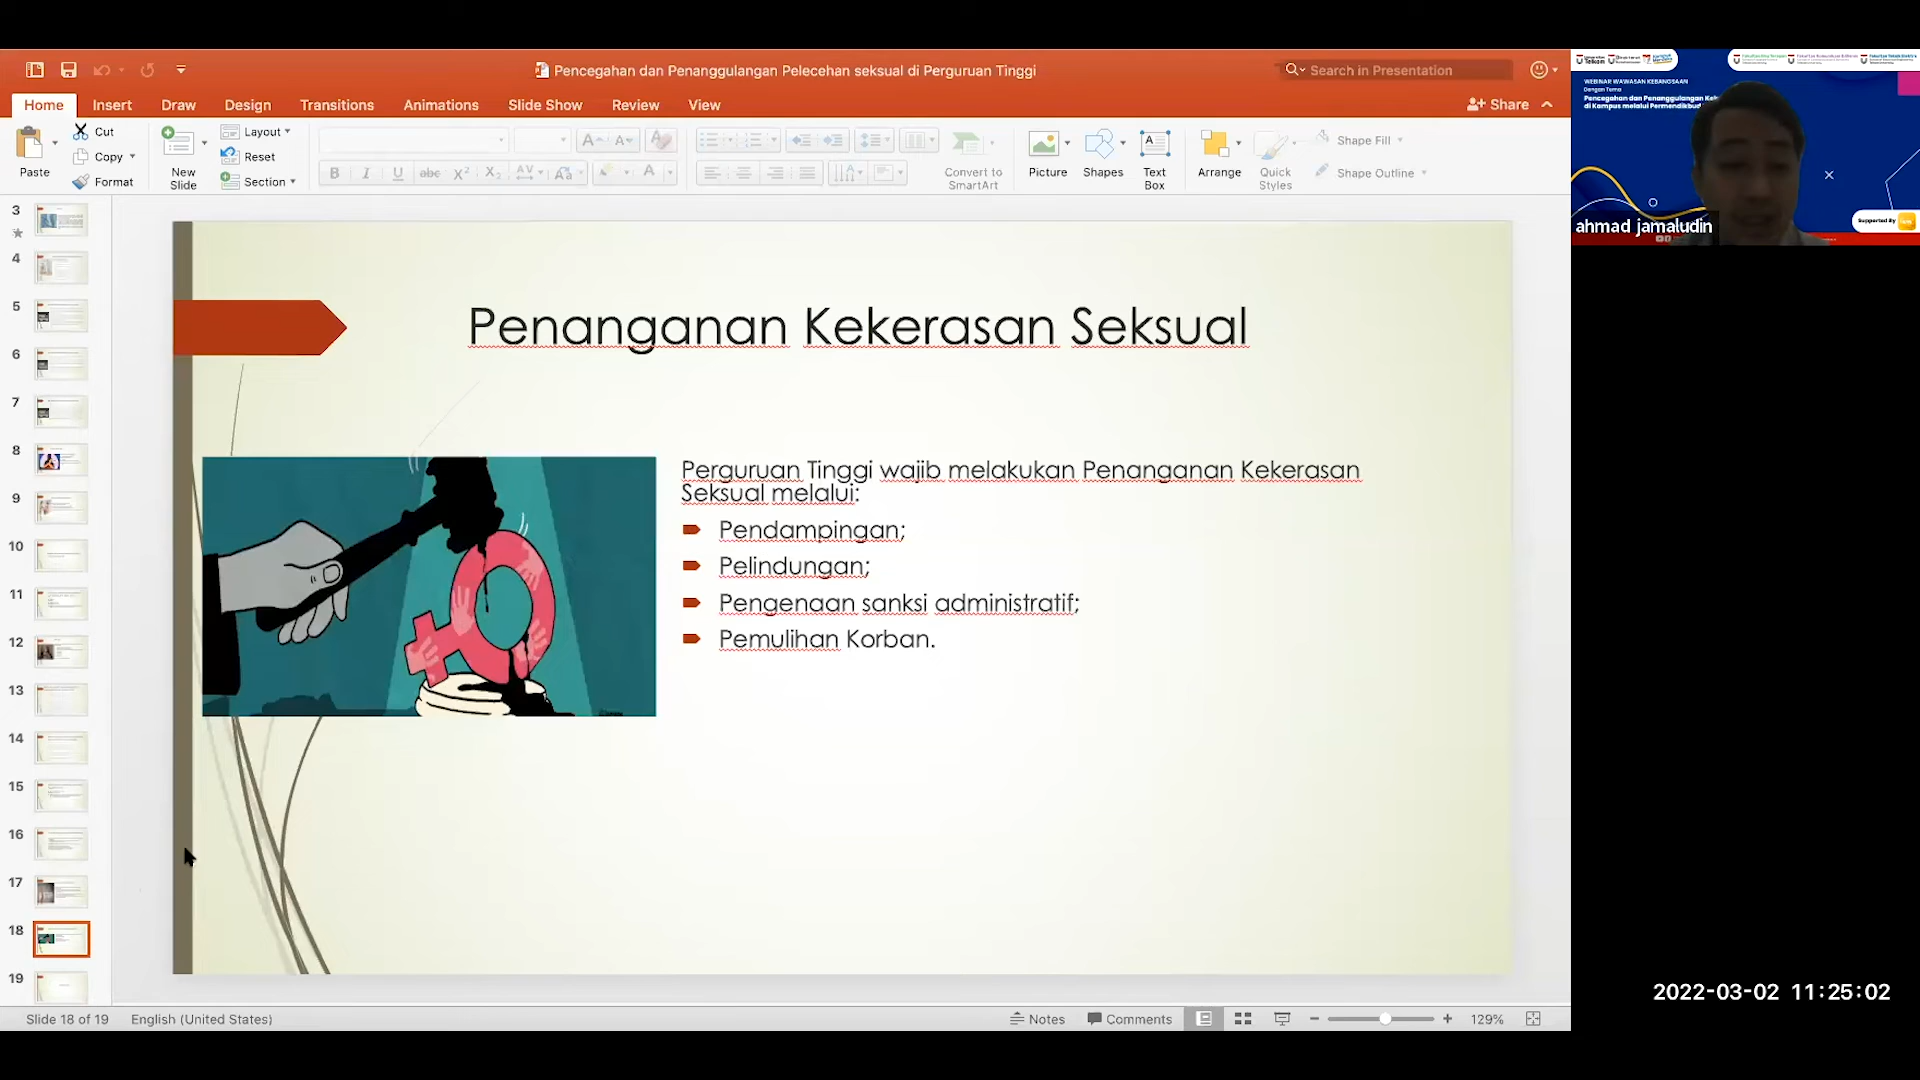 Pencegahan dan Penanggulangan Pelecehan seksual di Perguruan Tinggi
Search in Presentation
Home Insert Draw Design Transitions Animations Slide Show Review View
Share
Paste
Cut
Copy
Format
New
Slide
Layout
Reset
Section
Convert to
SmartArt
Picture
Shapes
Text
Box
Arrange
Quick
Styles
Shape Fill
Shape Outline
3
4
5
6
7
8
9
10
11
12
13
14
15
16
17
18
19
Penanganan Kekerasan Seksual
Perguruan Tinggi wajib melakukan Penanganan Kekerasan
Seksual melalui:
Pendampingan;
Pelindungan;
Pengenaan sanksi administratif;
Pemulihan Korban.
Slide 18 of 19
English (United States)
Notes
Comments
129%
WEBINAR WAWASAN KEBANGSAAN
Dengan Tema
Pencegahan dan Penanggulangan
di Kampus melalui Permendikbud
Supported By
ahmad jamaludin
2022-03-02 11:25:02